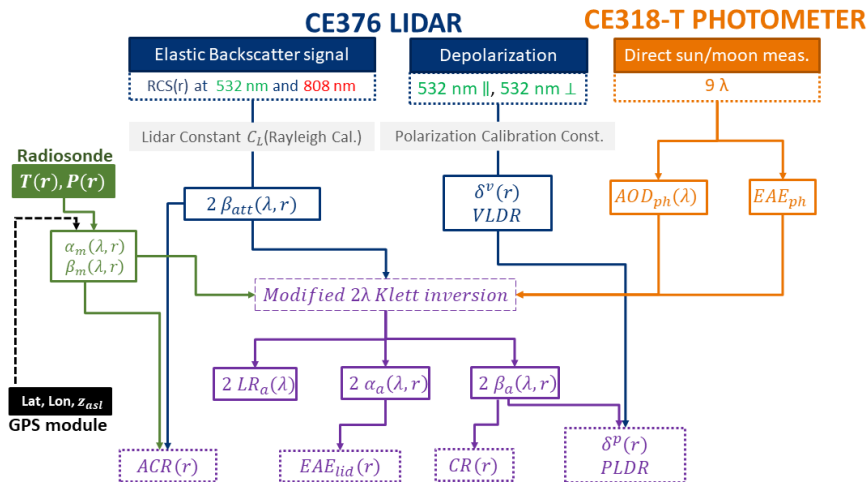 CE376 LIDAR
CE318-T PHOTOMETER
Elastic Backscatter signal
RCS(r) at 532 nm and 808 nm
Depolarization
532 nm ∥, 532 nm ⊥
Direct sun/moon meas.
9 λ
Lidar Constant C_L(Rayleigh Cal.)
Polarization Calibration Const.
Radiosonde
T(r), P(r)
2 β_att(λ, r)
δ^v(r)
VLDR
AOD_ph(λ)
EAE_ph
α_m(λ, r)
β_m(λ, r)
Modified 2λ Klett inversion
2 LR_a(λ)
2 α_a(λ, r)
2 β_a(λ, r)
Lat, Lon, z_asl
GPS module
ACR(r)
EAE_lid(r)
CR(r)
δ^p(r)
PLDR